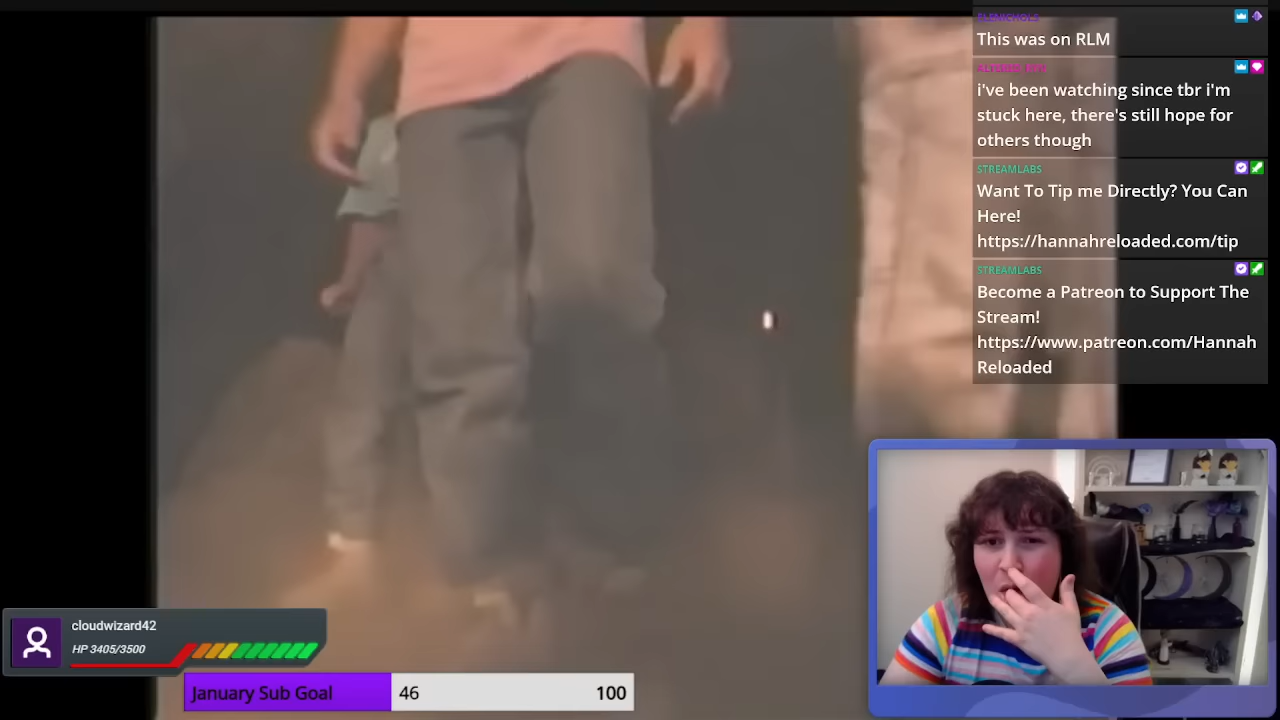 This was on RLM
i've been watching since tbr i'm
stuck here, there's still hope for
others though
STREAMLABS
Want To Tip me Directly? You Can
Here!
https://hannahreloaded.com/tip
STREAMLABS
Become a Patreon to Support The
Stream!
https://www.patreon.com/Hannah
Reloaded
cloudwizard42
HP 3405/3500
January Sub Goal 46 100